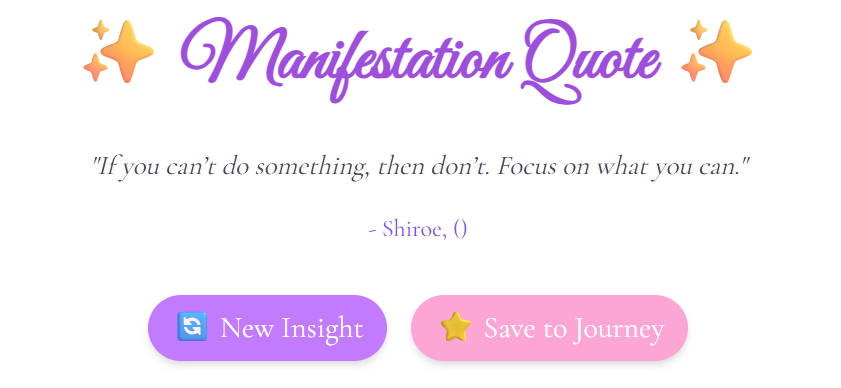 Manifestation Quote
"If you can’t do something, then don’t. Focus on what you can."
- Shiroe, ()
New Insight
Save to Journey